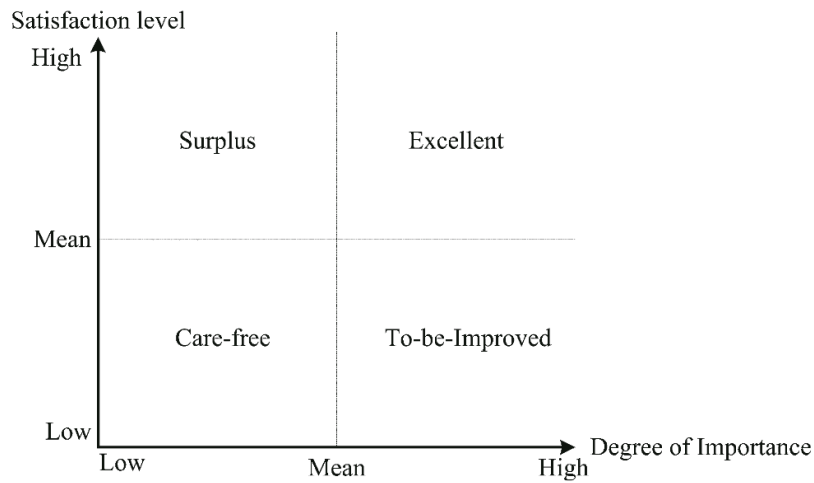 Satisfaction level
High
Surplus
Excellent
Mean
Care-free
To-be-Improved
Low
Degree of Importance
Low
Mean
High